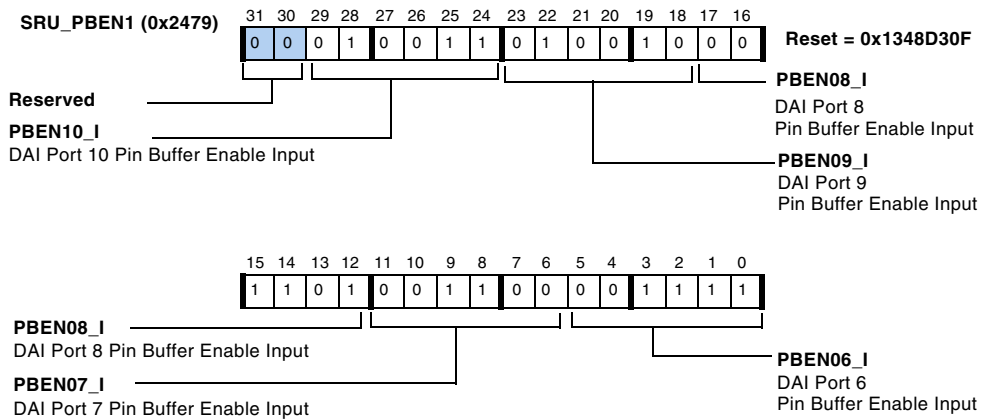 SRU_PBEN1 (0x2479)
31 30 29 28 27 26 25 24 23 22 21 20 19 18 17 16
0 0 0 1 0 0 1 1 0 1 0 0 1 0 0 0
Reset = 0x1348D30F
Reserved
PBEN10_I
DAI Port 10 Pin Buffer Enable Input
PBEN08_I
DAI Port 8
Pin Buffer Enable Input
PBEN09_I
DAI Port 9
Pin Buffer Enable Input
15 14 13 12 11 10 9 8 7 6 5 4 3 2 1 0
1 1 0 1 0 0 1 1 0 0 0 0 1 1 1 1
PBEN08_I
DAI Port 8 Pin Buffer Enable Input
PBEN07_I
DAI Port 7 Pin Buffer Enable Input
PBEN06_I
DAI Port 6
Pin Buffer Enable Input